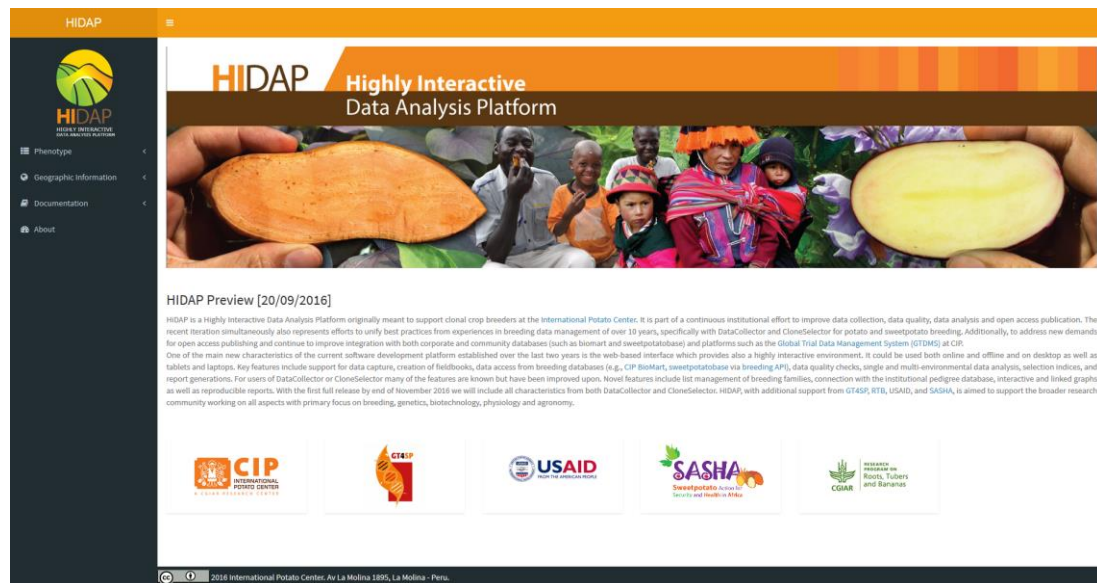 HIDAP
HIDAP
HIGHLY INTERACTIVE
DATA ANALYSIS PLATFORM
Phenotype
Geographic Information
Documentation
About
HIDAP
Highly Interactive
Data Analysis Platform
HIDAP Preview [20/09/2016]
HIDAP is a Highly Interactive Data Analysis Platform originally meant to support clonal crop breeders at the International Potato Center. It is part of a continuous institutional effort to improve data collection, data quality, data analysis and open access publication. The
recent iteration simultaneously also represents efforts to unify best practices from experiences in breeding data management of over 10 years, specifically with DataCollector and CloneSelector for potato and sweetpotato breeding. Additionally, to address new demands
for open access publishing and continue to improve integration with both corporate and community databases (such as biomart and sweetpotatobase) and platforms such as the Global Trial Data Management System (GTDMS) at CIP.
One of the main new characteristics of the current software development platform established over the last two years is the web-based interface which provides also a highly interactive environment. It could be used both online and offline and on desktop as well as
tablets and laptops. Key features include support for data capture, creation of fieldbooks, data access from breeding databases (e.g., CIP BioMart, sweetpotatobase via breeding API), data quality checks, single and multi-environmental data analysis, selection indices, and
report generations. For users of DataCollector or CloneSelector many of the features are known but have been improved upon. Novel features include list management of breeding families, connection with the institutional pedigree database, interactive and linked graphs
as well as reproducible reports. With the first full release by end of November 2016 we will include all characteristics from both DataCollector and CloneSelector. HIDAP, with additional support from GT4SP, RTB, USAID, and SASHA, is aimed to support the broader research
community working on all aspects with primary focus on breeding, genetics, biotechnology, physiology and agronomy.
CIP
INTERNATIONAL
POTATO CENTER
A CGIAR RESEARCH CENTER
GT4SP
USAID
FROM THE AMERICAN PEOPLE
SASHA
Sweetpotato Action for
Security and Health in Africa
CGIAR
RESEARCH
PROGRAM ON
Roots, Tubers
and Bananas
cc
2016 International Potato Center. Av La Molina 1895, La Molina - Peru.